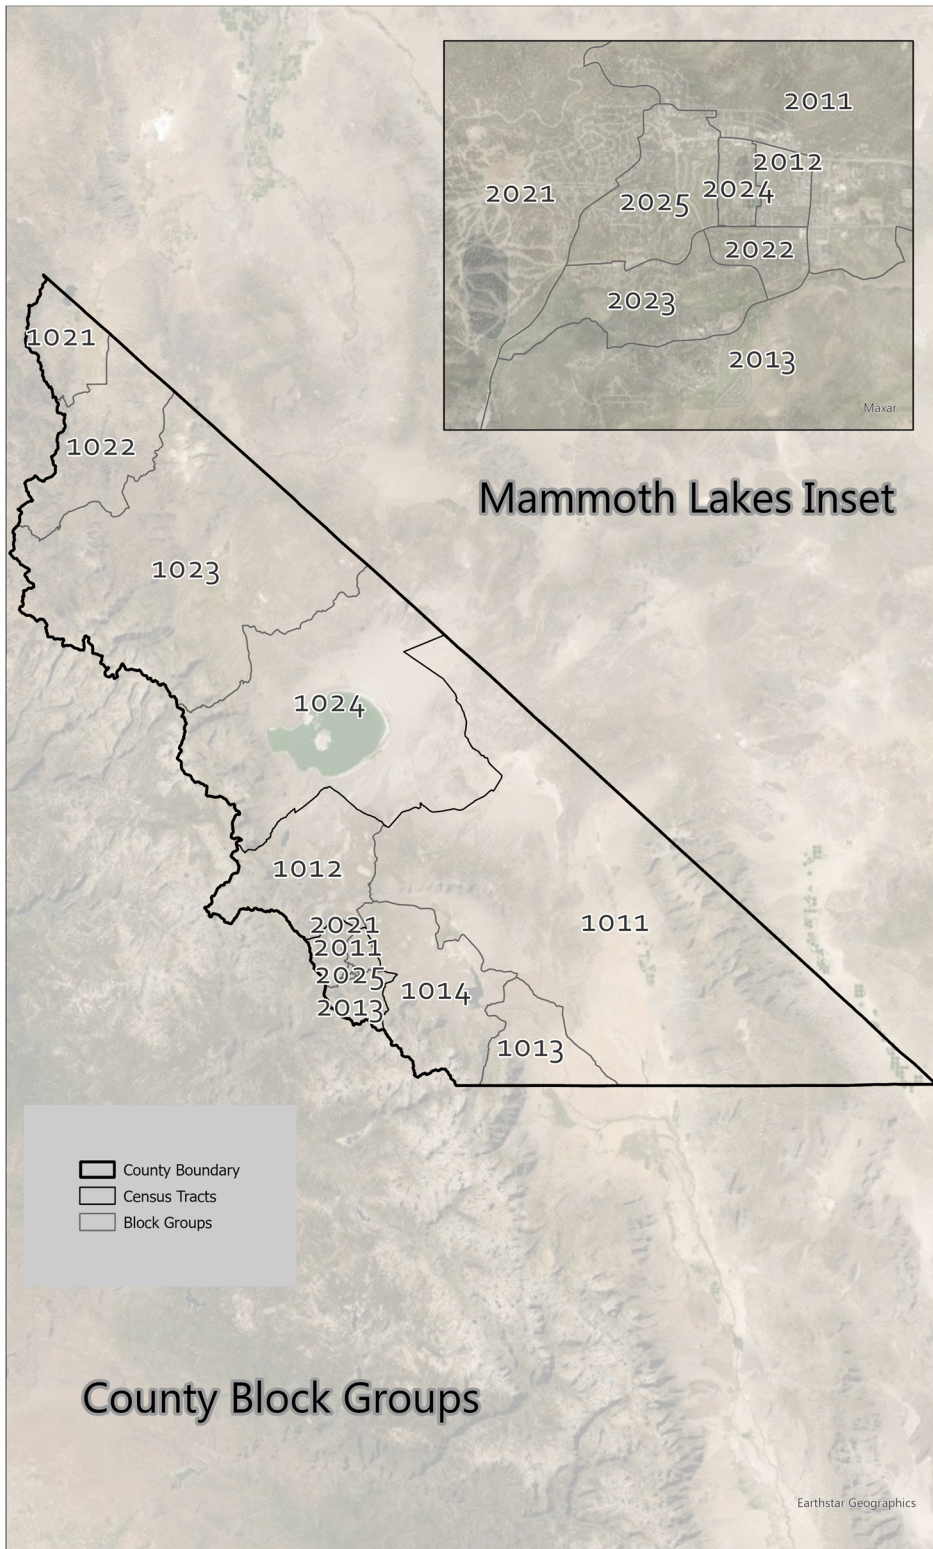 2011
2012
2021
2024
2025
2022
2023
2013
Maxar
Mammoth Lakes Inset
1021
1022
1023
1024
1012
1011
2021
2011
2025
1014
2013
1013
County Boundary
Census Tracts
Block Groups
County Block Groups
Earthstar Geographics